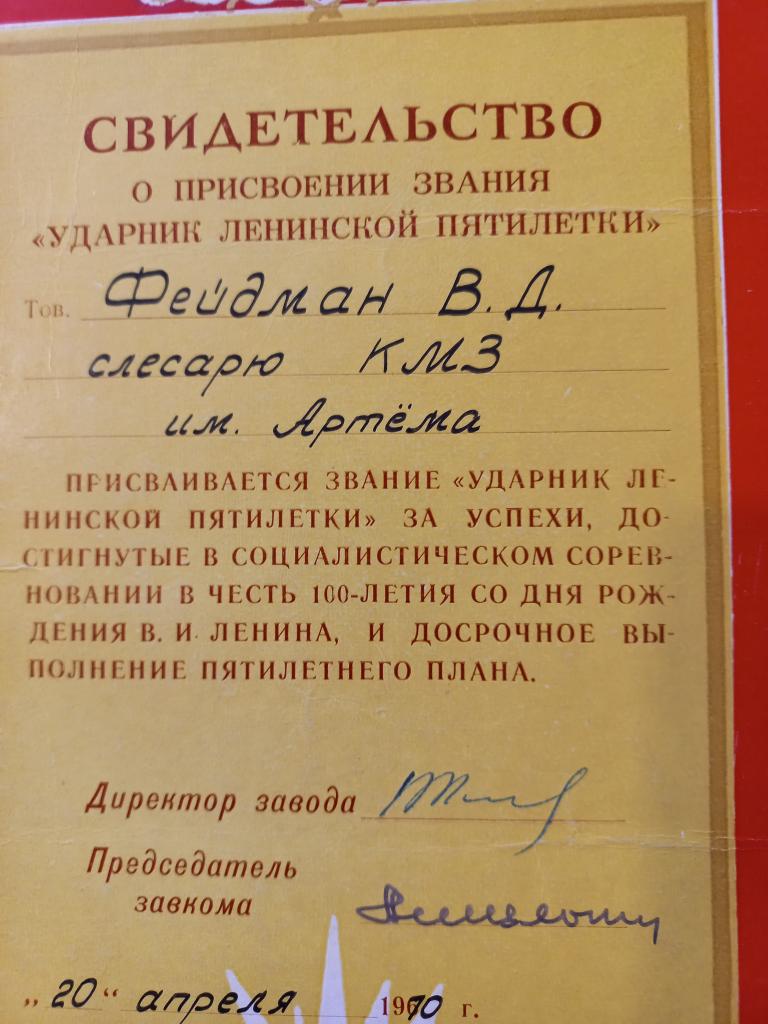 СВИДЕТЕЛЬСТВО
О ПРИСВОЕНИИ ЗВАНИЯ
«УДАРНИК ЛЕНИНСКОЙ ПЯТИЛЕТКИ»
Тов. Фейдман В.Д.
слесарю КМЗ
им. Артёма
ПРИСВАИВАЕТСЯ ЗВАНИЕ «УДАРНИК ЛЕ-
НИНСКОЙ ПЯТИЛЕТКИ» ЗА УСПЕХИ, ДО-
СТИГНУТЫЕ В СОЦИАЛИСТИЧЕСКОМ СОРЕВ-
НОВАНИИ В ЧЕСТЬ 100-ЛЕТИЯ СО ДНЯ РОЖ-
ДЕНИЯ В. И. ЛЕНИНА, И ДОСРОЧНОЕ ВЫ-
ПОЛНЕНИЕ ПЯТИЛЕТНЕГО ПЛАНА.
Директор завода
Председатель
завкома
„20“ апреля 1970 г.